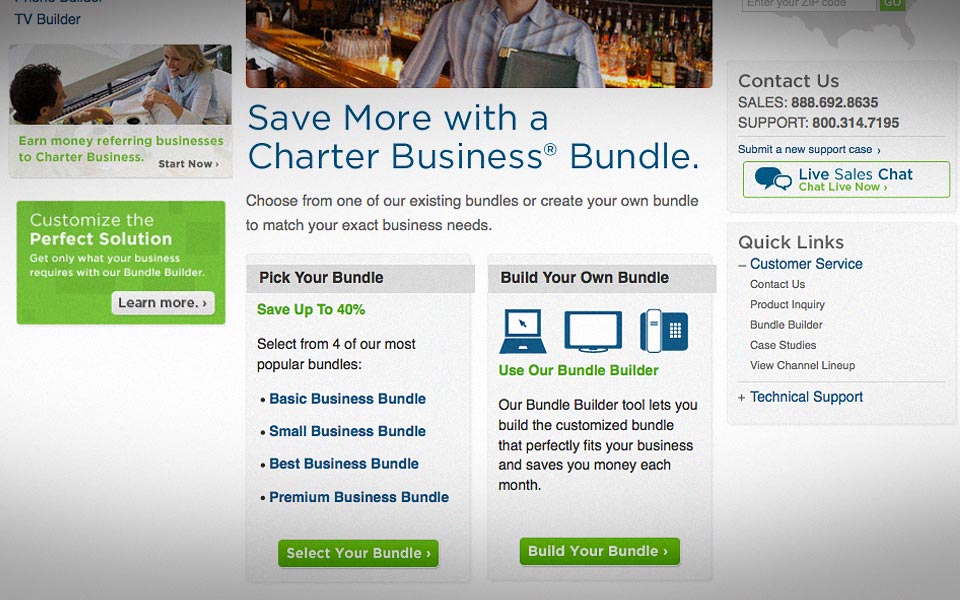 Phone Builder
TV Builder
Earn money referring businesses
to Charter Business.
Start Now ›
Customize the
Perfect Solution
Get only what your business
requires with our Bundle Builder.
Learn more. ›
Save More with a
Charter Business® Bundle.
Choose from one of our existing bundles or create your own bundle
to match your exact business needs.
Pick Your Bundle
Save Up To 40%
Select from 4 of our most
popular bundles:
• Basic Business Bundle
• Small Business Bundle
• Best Business Bundle
• Premium Business Bundle
Select Your Bundle ›
Build Your Own Bundle
Use Our Bundle Builder
Our Bundle Builder tool lets you
build the customized bundle
that perfectly fits your business
and saves you money each
month.
Build Your Bundle ›
Enter your ZIP code
GO
Contact Us
SALES: 888.692.8635
SUPPORT: 800.314.7195
Submit a new support case ›
Live Sales Chat
Chat Live Now ›
Quick Links
– Customer Service
Contact Us
Product Inquiry
Bundle Builder
Case Studies
View Channel Lineup
+ Technical Support